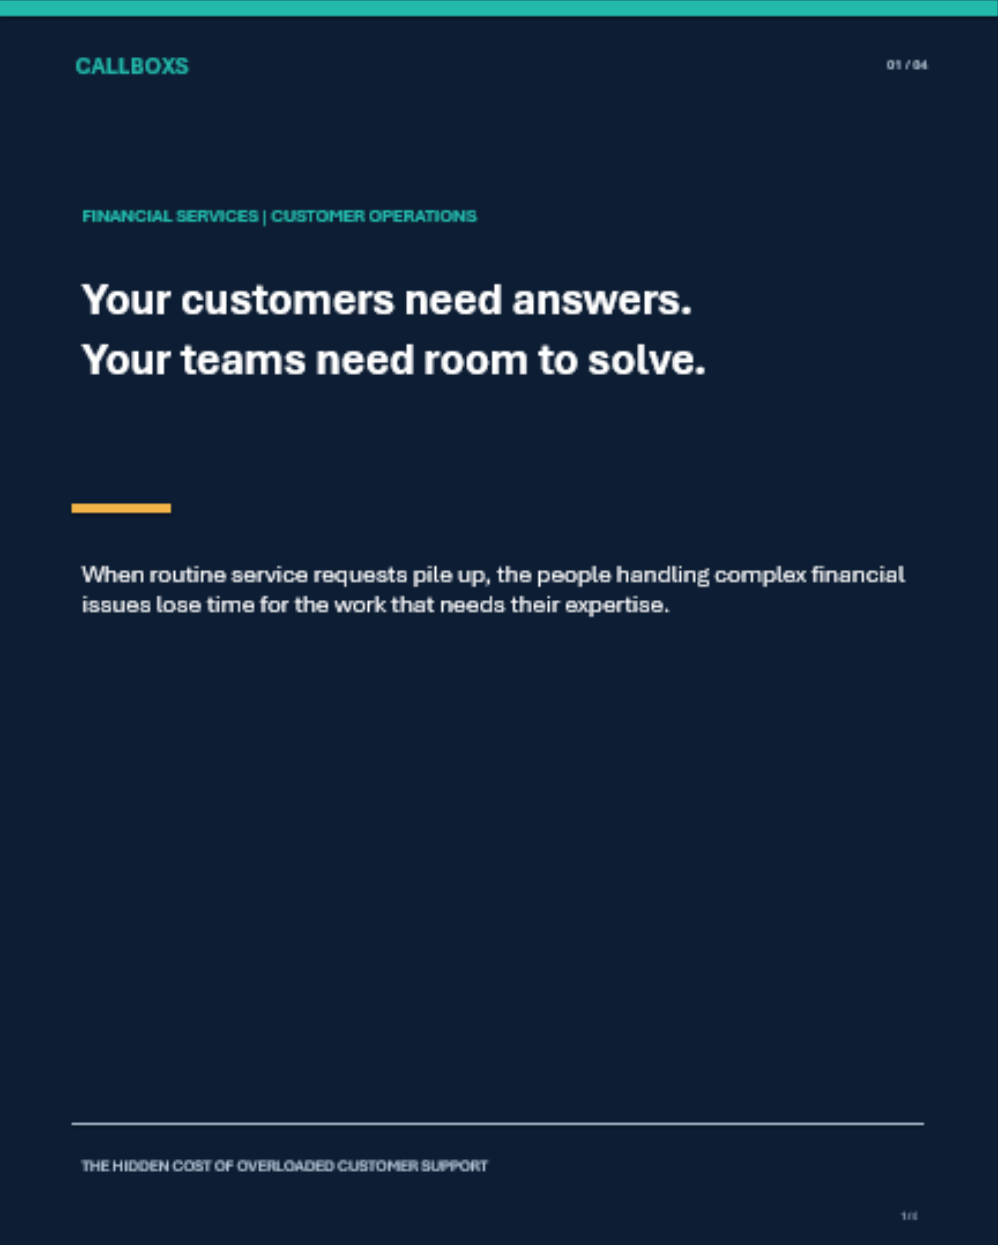 CALLBOXS
01 / 04
FINANCIAL SERVICES | CUSTOMER OPERATIONS
Your customers need answers.
Your teams need room to solve.
When routine service requests pile up, the people handling complex financial
issues lose time for the work that needs their expertise.
THE HIDDEN COST OF OVERLOADED CUSTOMER SUPPORT